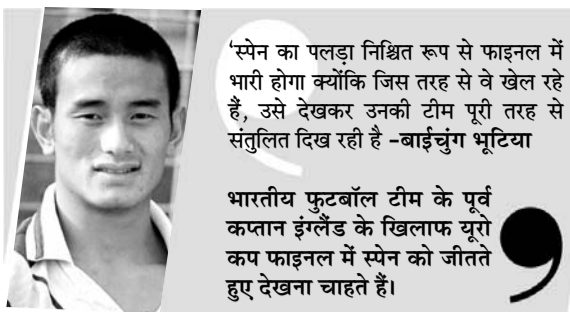 ‘स्पेन का पलड़ा निश्चित रूप से फाइनल में
भारी होगा क्योंकि जिस तरह से वे खेल रहे
हैं, उसे देखकर उनकी टीम पूरी तरह से
संतुलित दिख रही है -बाईचुंग भूटिया
भारतीय फुटबॉल टीम के पूर्व
कप्तान इंग्लैंड के खिलाफ यूरो
कप फाइनल में स्पेन को जीतते
हुए देखना चाहते हैं।